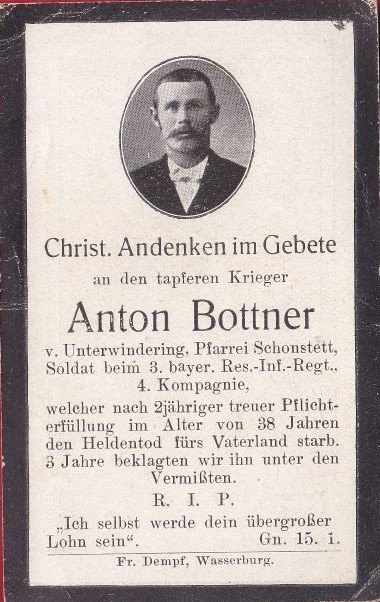 Christ. Andenken im Gebete
an den tapferen Krieger
Anton Bottner
v. Unterwindering, Pfarrei Schonstett,
Soldat beim 3. bayer. Res.-Inf.-Regt.,
4. Kompagnie,
welcher nach 2jähriger treuer Pflicht-
erfüllung im Alter von 38 Jahren
den Heldentod fürs Vaterland starb.
3 Jahre beklagten wir ihn unter den
Vermißten.
R. I. P.
„Ich selbst werde dein übergroßer
Lohn sein“. Gn. 15. 1.
Fr. Dempf, Wasserburg.